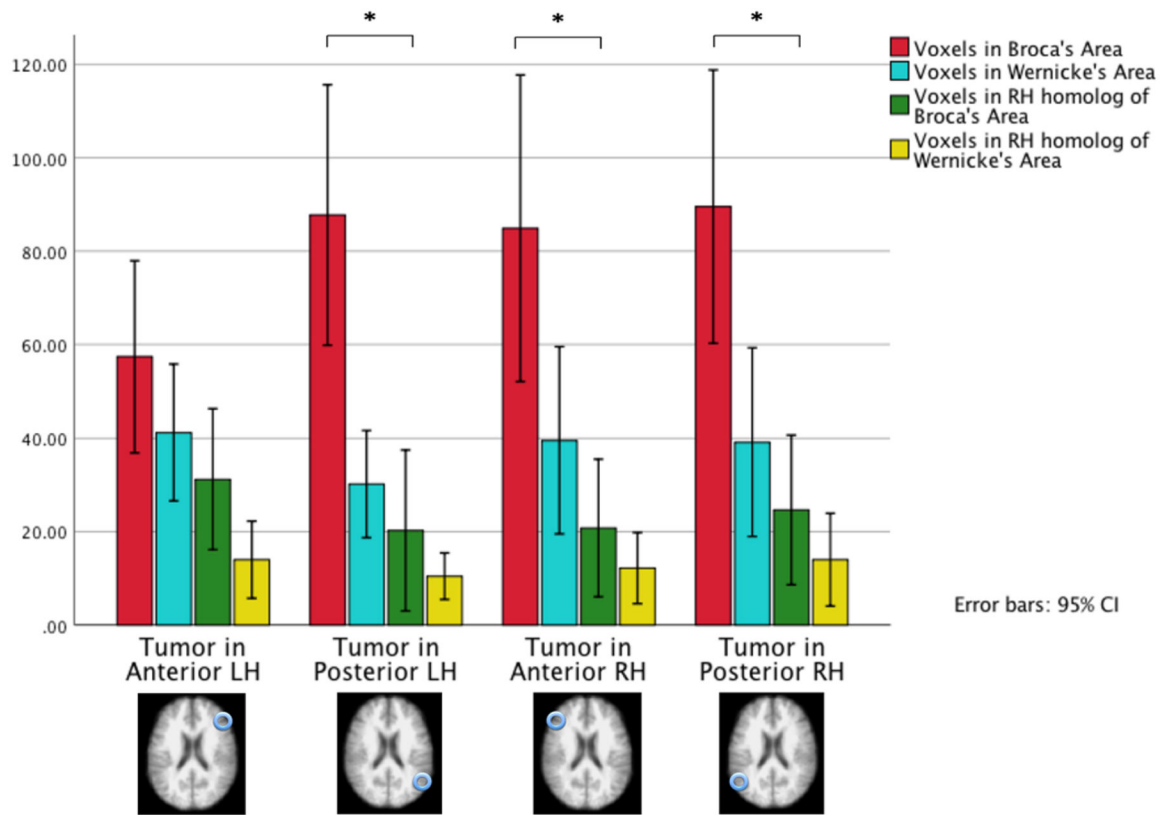 * * *
120.00
100.00
80.00
60.00
40.00
20.00
.00
Voxels in Broca's Area
Voxels in Wernicke's Area
Voxels in RH homolog of
Broca's Area
Voxels in RH homolog of
Wernicke's Area
Error bars: 95% CI
Tumor in
Anterior LH
Tumor in
Posterior LH
Tumor in
Anterior RH
Tumor in
Posterior RH